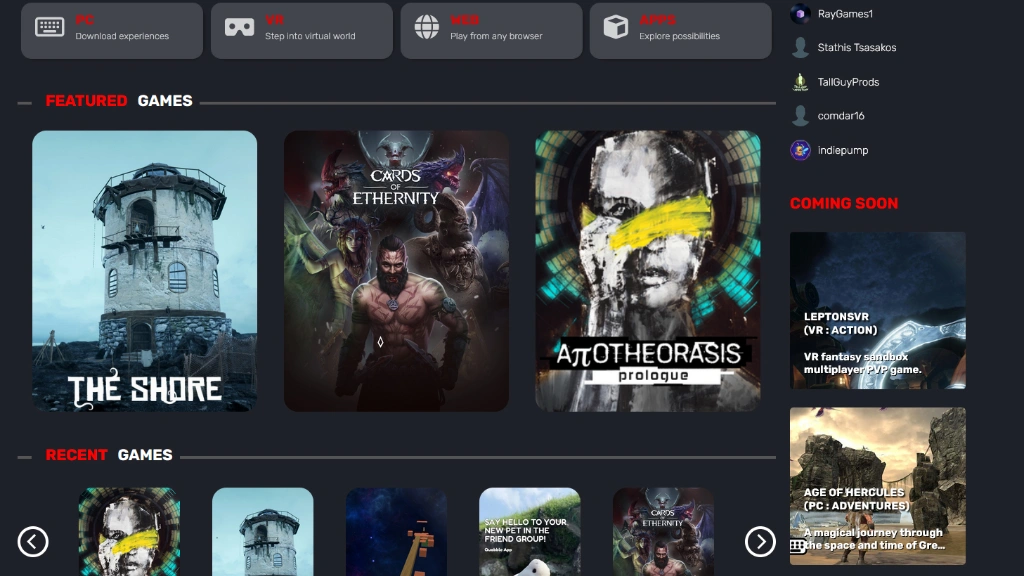 PC
Download experiences
VR
Step into virtual world
WEB
Play from any browser
APPS
Explore possibilities
RayGames1
Stathis Tsasakos
TallGuyProds
comdar16
indiepump
FEATURED GAMES
THE SHORE
CARDS
OF
ETHERNITY
AπOTHEORASIS
prologue
COMING SOON
LEPTONSVR
(VR : ACTION)
VR fantasy sandbox
multiplayer PVP game.
AGE OF HERCULES
(PC : ADVENTURES)
A magical journey through
the space and time of Gre...
RECENT GAMES
SAY HELLO TO YOUR
NEW PET IN THE
FRIEND GROUP!
Quabble App
CARDS
OF
ETHERNITY